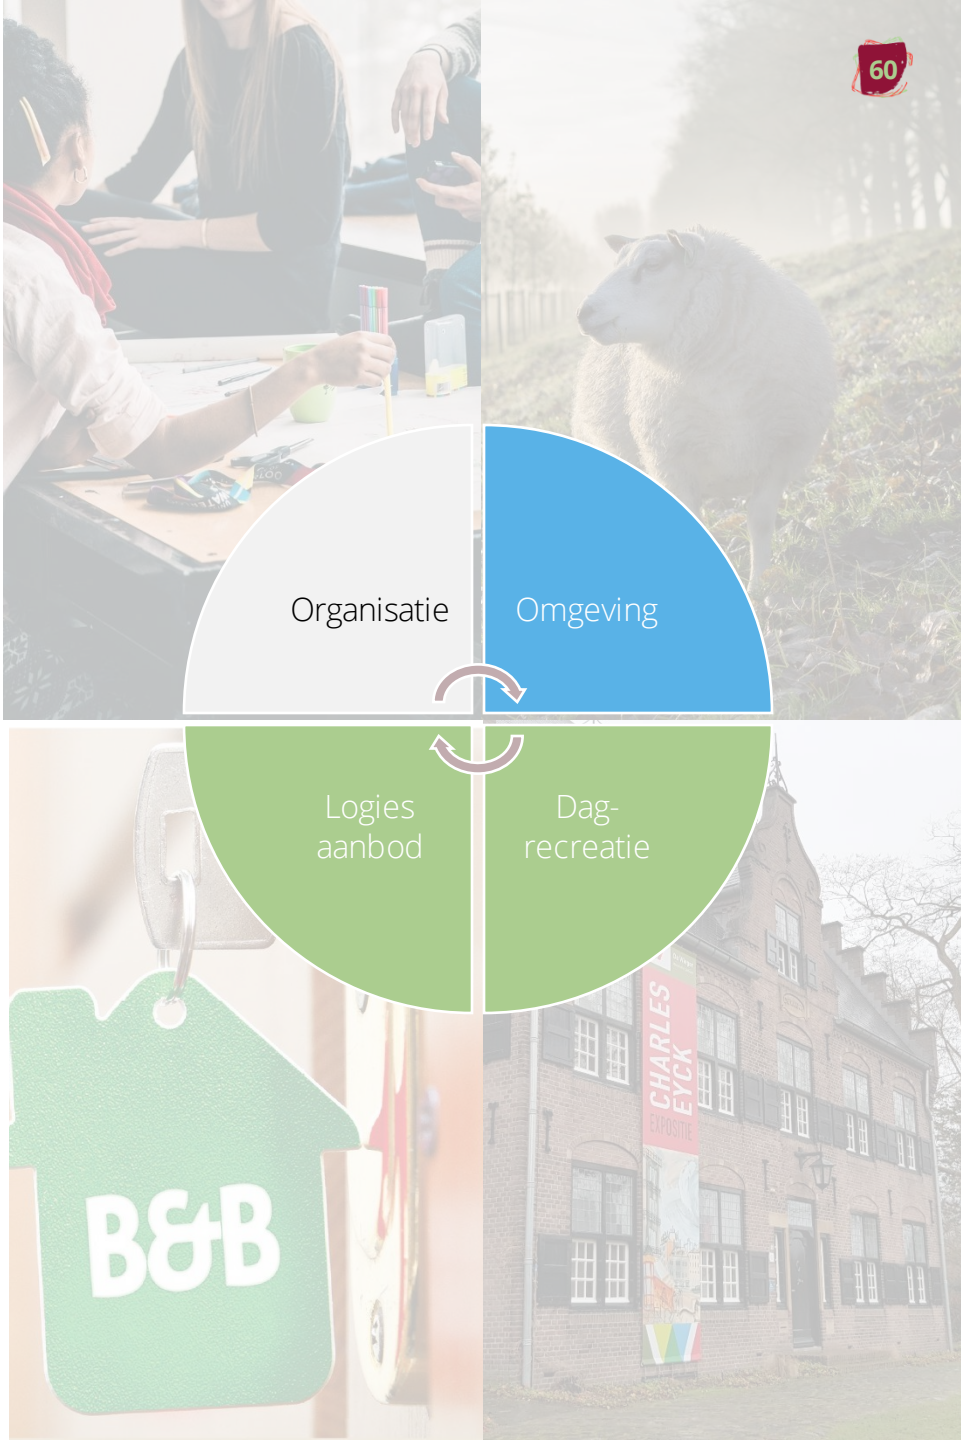 60
Organisatie
Omgeving
Logies
aanbod
Dag-
recreatie
CHARLES
EYCK
EXPOSITIE
B&B